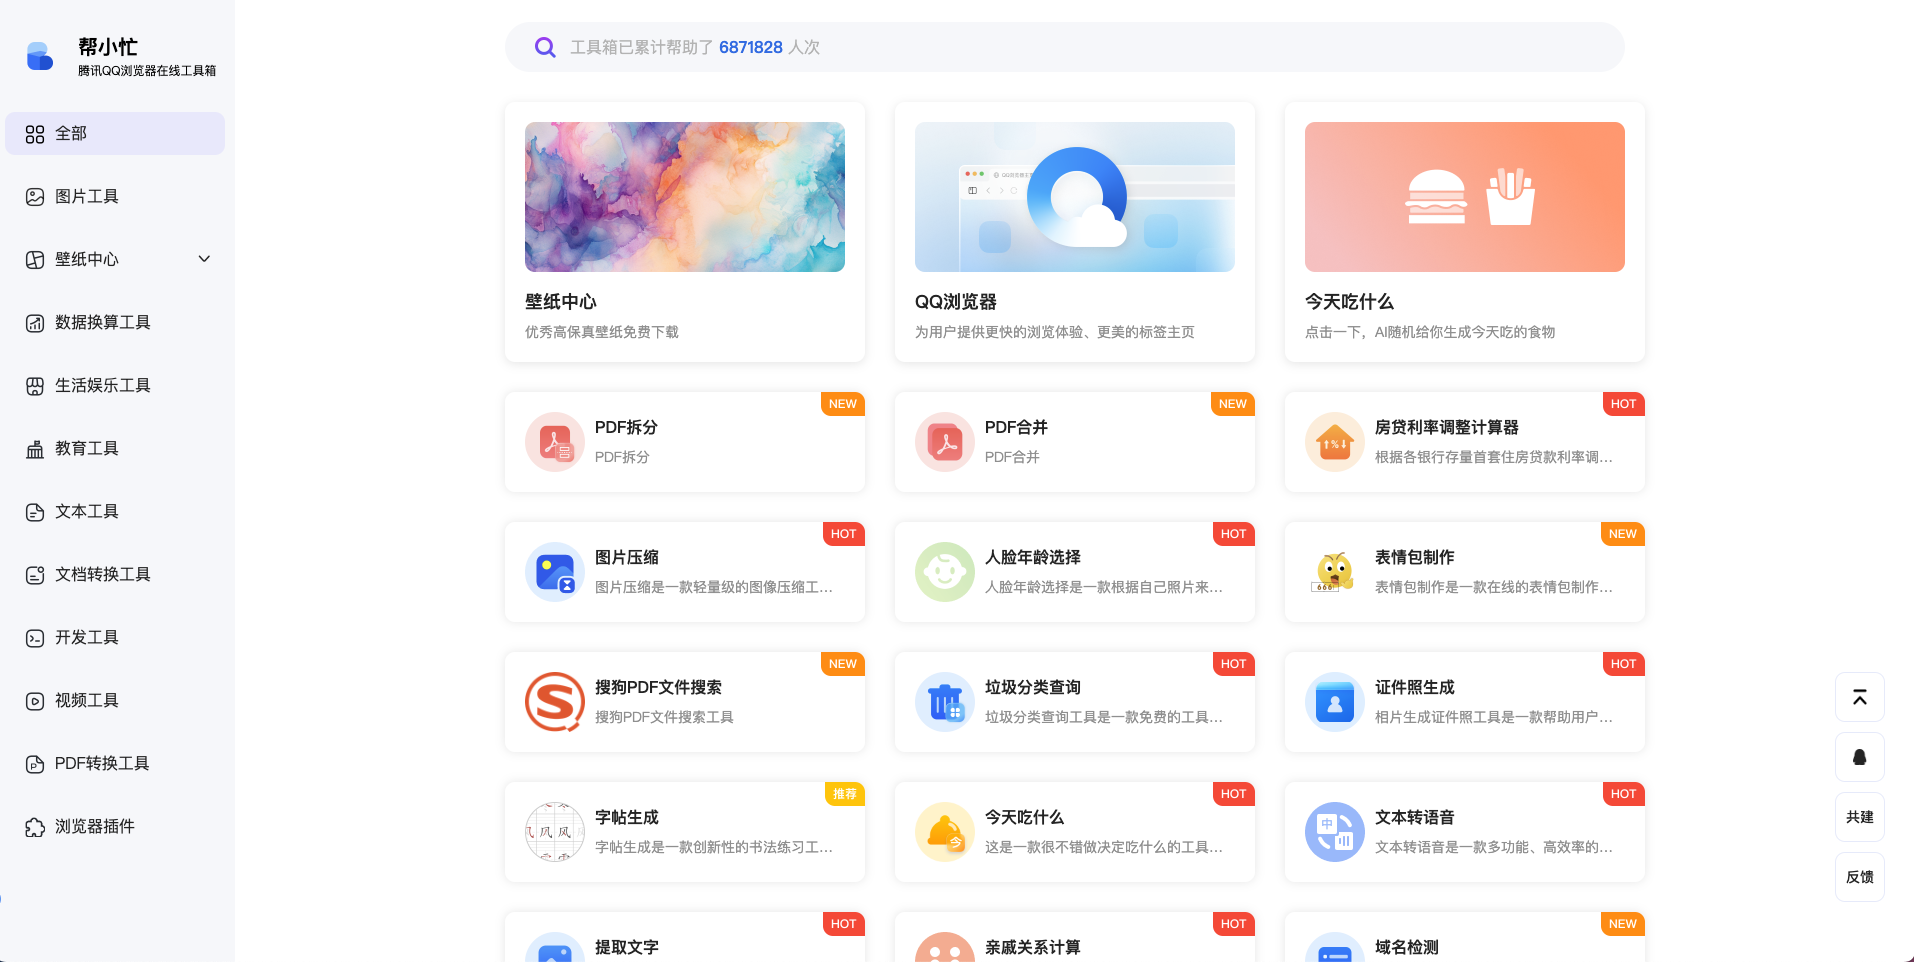 帮小忙
腾讯QQ浏览器在线工具箱
全部
图片工具
壁纸中心
数据换算工具
生活娱乐工具
教育工具
文本工具
文档转换工具
开发工具
视频工具
PDF转换工具
浏览器插件
工具箱已累计帮助了 6871828 人次
壁纸中心
优秀高保真壁纸免费下载
QQ浏览器
为用户提供更快的浏览体验、更美的标签主页
今天吃什么
点击一下，AI随机给你生成今天吃的食物
NEW
PDF拆分
PDF拆分
NEW
PDF合并
PDF合并
HOT
房贷利率调整计算器
根据各银行存量首套住房贷款利率调...
HOT
图片压缩
图片压缩是一款轻量级的图像压缩工...
HOT
人脸年龄选择
人脸年龄选择是一款根据自己照片来...
NEW
666!
表情包制作
表情包制作是一款在线的表情包制作...
NEW
搜狗PDF文件搜索
搜狗PDF文件搜索工具
HOT
垃圾分类查询
垃圾分类查询工具是一款免费的工具...
HOT
证件照生成
相片生成证件照工具是一款帮助用户...
推荐
风 风
字帖生成
字帖生成是一款创新性的书法练习工...
HOT
今
今天吃什么
这是一款很不错做决定吃什么的工具...
HOT
中
文本转语音
文本转语音是一款多功能、高效率的...
HOT
提取文字
HOT
亲戚关系计算
NEW
域名检测
共建
反馈